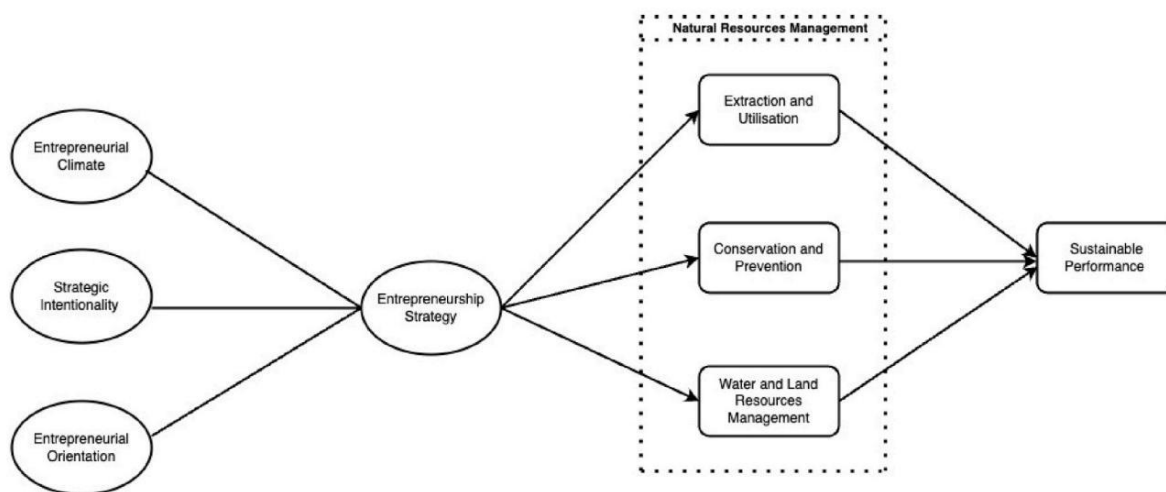 Natural Resources Management
Extraction and
Utilisation
Entrepreneurial
Climate
Conservation and
Prevention
Sustainable
Performance
Strategic
Intentionality
Entrepreneurship
Strategy
Water and Land
Resources
Management
Entrepreneurial
Orientation